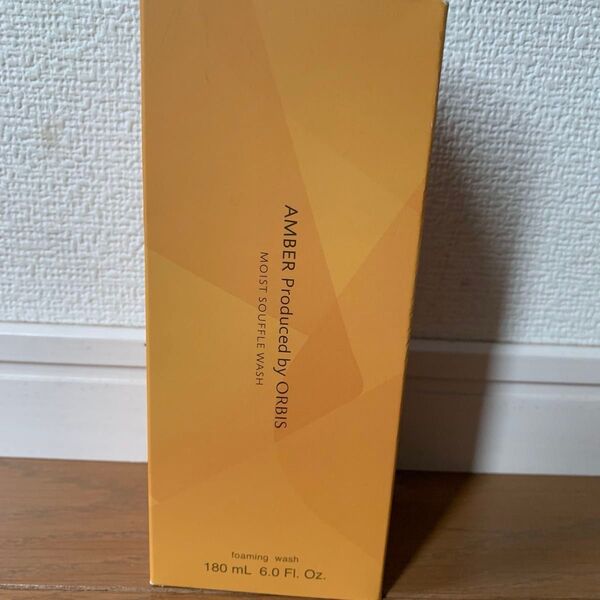 AMBER Produced by ORBIS
MOIST SOUFFLE WASH
foaming wash
180 mL 6.0 Fl. Oz.